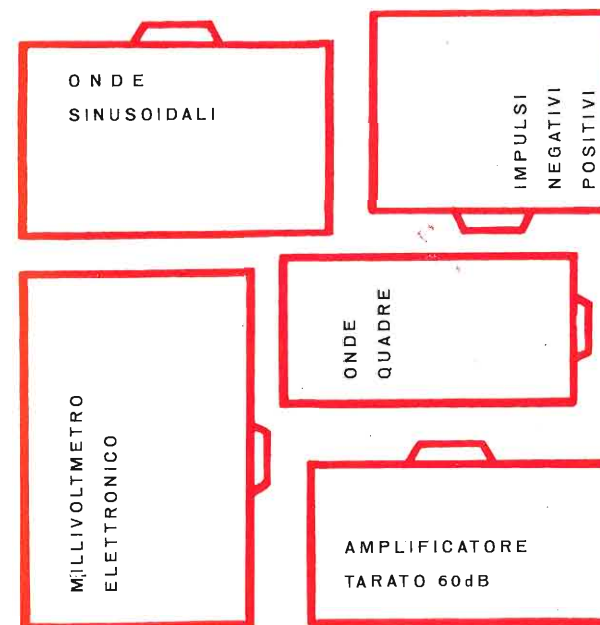 ONDE
SINUSOIDALI
IMPULSI
NEGATIVI
POSITIVI
ONDE
QUADRE
MILLIVOLTMETRO
ELETTRONICO
AMPLIFICATORE
TARATO 60dB